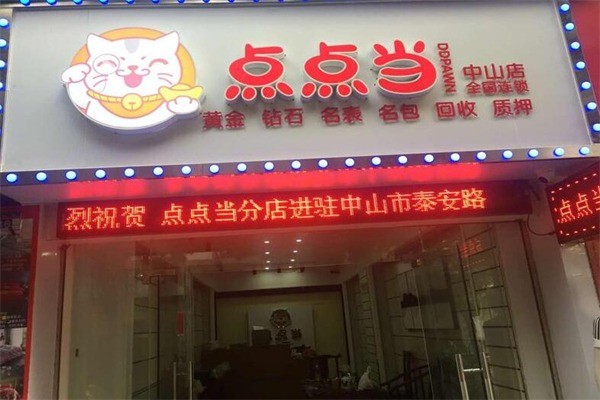 点点当
DDPAWN
中山店
全国连锁
黄金 钻石 名表 名包 回收 质押
烈祝贺 点点当分店进驻中山市泰安路
点点当